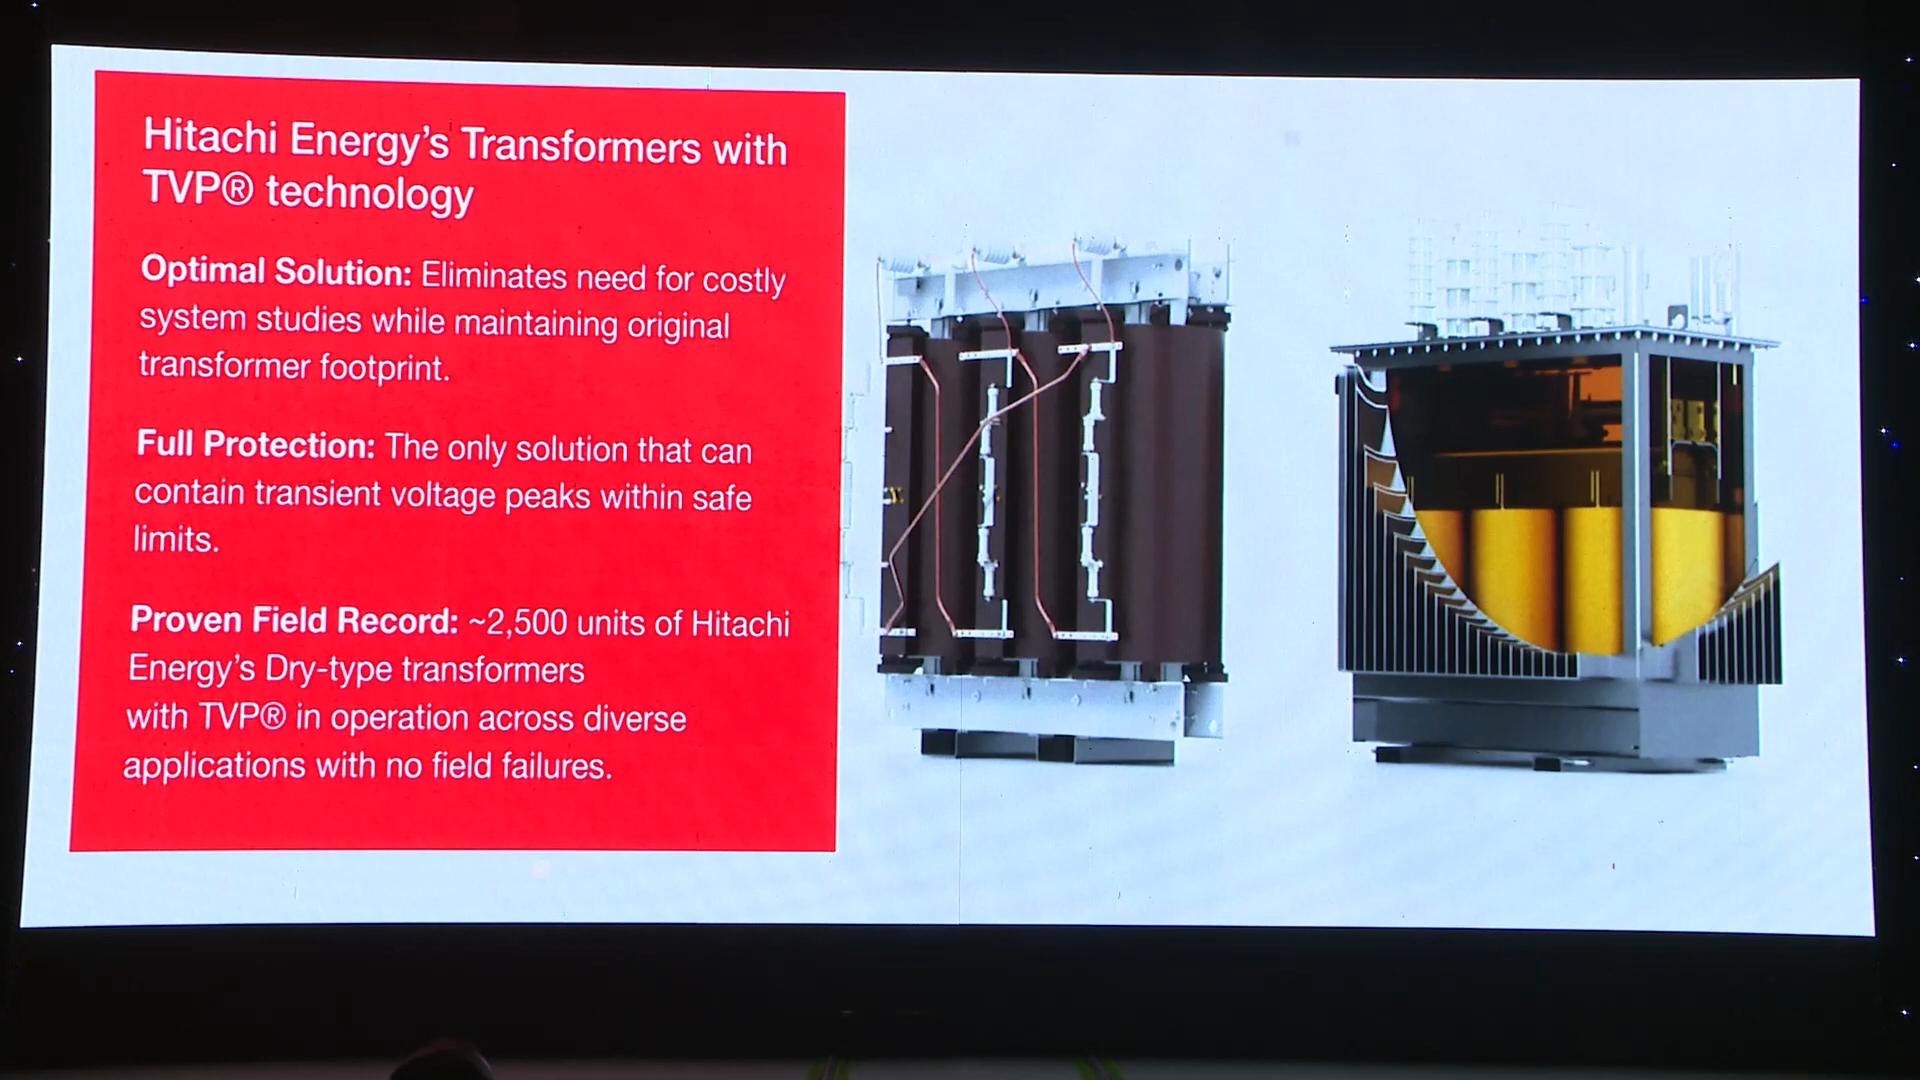 Hitachi Energy’s Transformers with
TVP® technology
Optimal Solution: Eliminates need for costly
system studies while maintaining original
transformer footprint.
Full Protection: The only solution that can
contain transient voltage peaks within safe
limits.
Proven Field Record: ~2,500 units of Hitachi
Energy’s Dry-type transformers
with TVP® in operation across diverse
applications with no field failures.